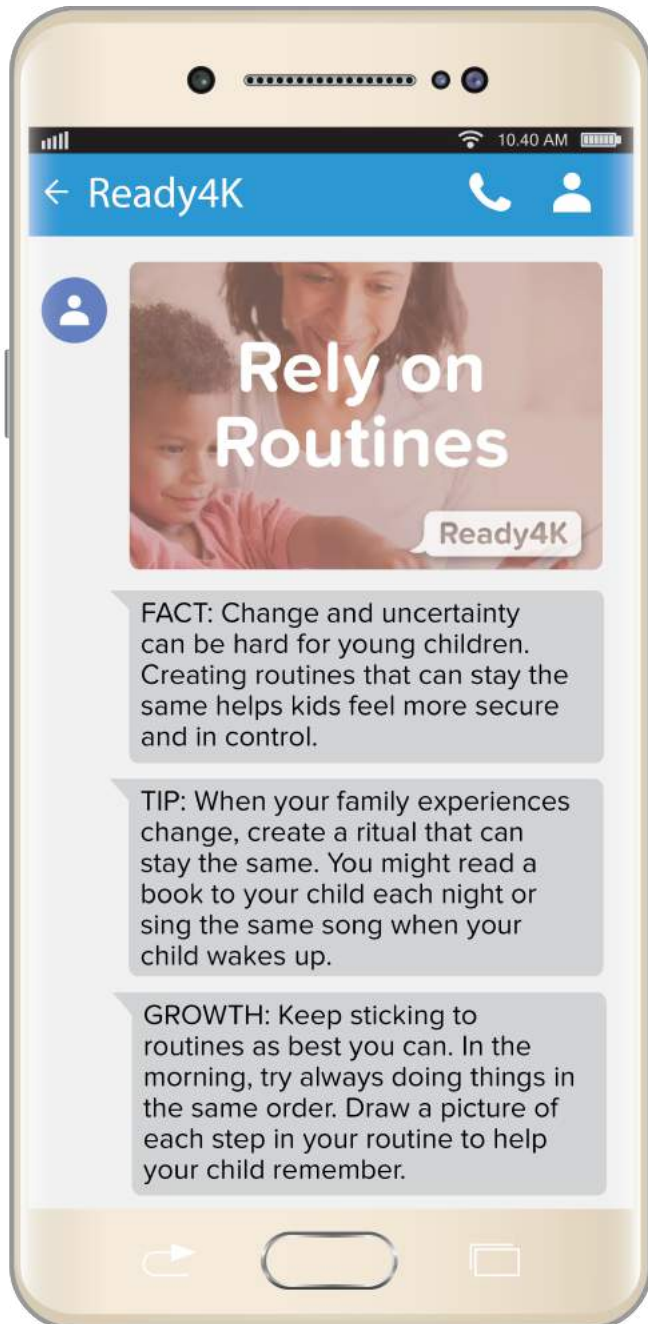 10.40 AM
Ready4K
Rely on
Routines
Ready4K
FACT: Change and uncertainty
can be hard for young children.
Creating routines that can stay the
same helps kids feel more secure
and in control.
TIP: When your family experiences
change, create a ritual that can
stay the same. You might read a
book to your child each night or
sing the same song when your
child wakes up.
GROWTH: Keep sticking to
routines as best you can. In the
morning, try always doing things in
the same order. Draw a picture of
each step in your routine to help
your child remember.